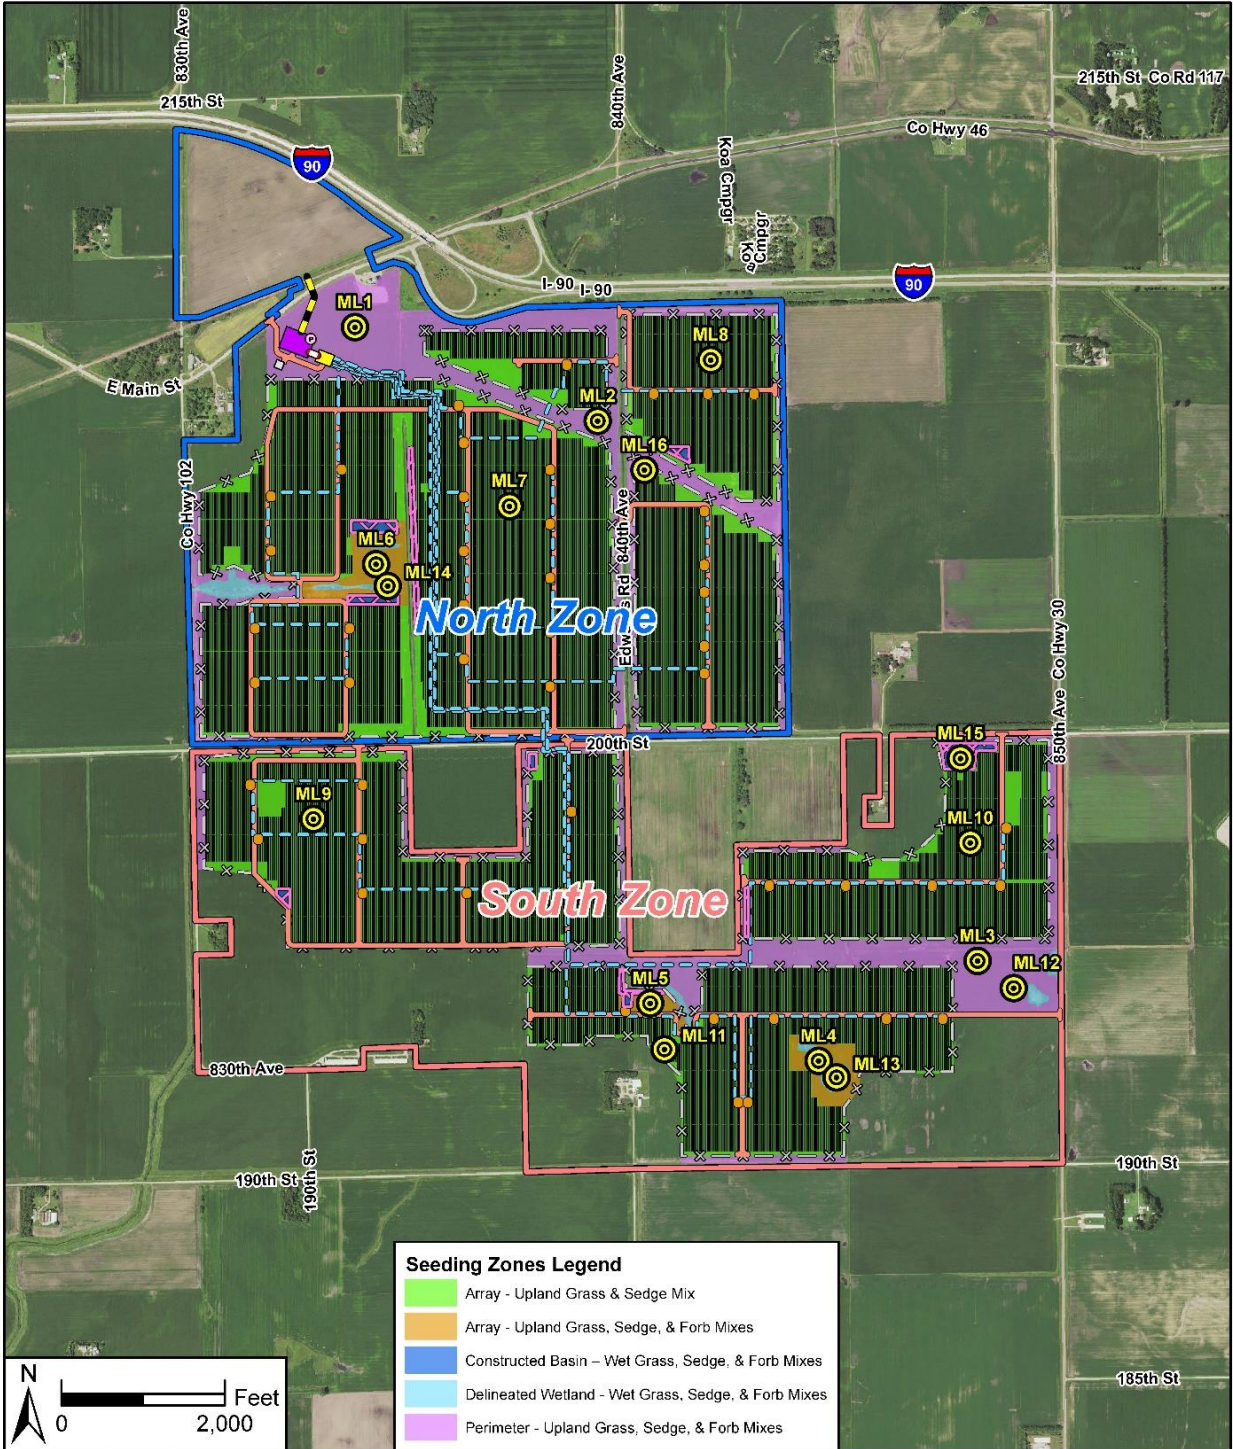 830th Ave
215th St
840th Ave
215th St Co Rd 117
Co Hwy 46
90
Koa Cmpgr
Koa
Cmpgr
I-90
I-90
90
ML1
P
ML8
E Main St
ML2
ML16
Co Hwy 102
ML7
840th Ave
ML6
ML14
North Zone
850th Ave Co Hwy 30
200th St
ML15
ML9
ML10
South Zone
ML3
ML12
ML5
ML11
ML4
ML13
830th Ave
190th St
190th St
190th St
Seeding Zones Legend
Array - Upland Grass & Sedge Mix
Array - Upland Grass, Sedge, & Forb Mixes
Constructed Basin – Wet Grass, Sedge, & Forb Mixes
Delineated Wetland - Wet Grass, Sedge, & Forb Mixes
Perimeter - Upland Grass, Sedge, & Forb Mixes
N
Feet
0 2,000
185th St